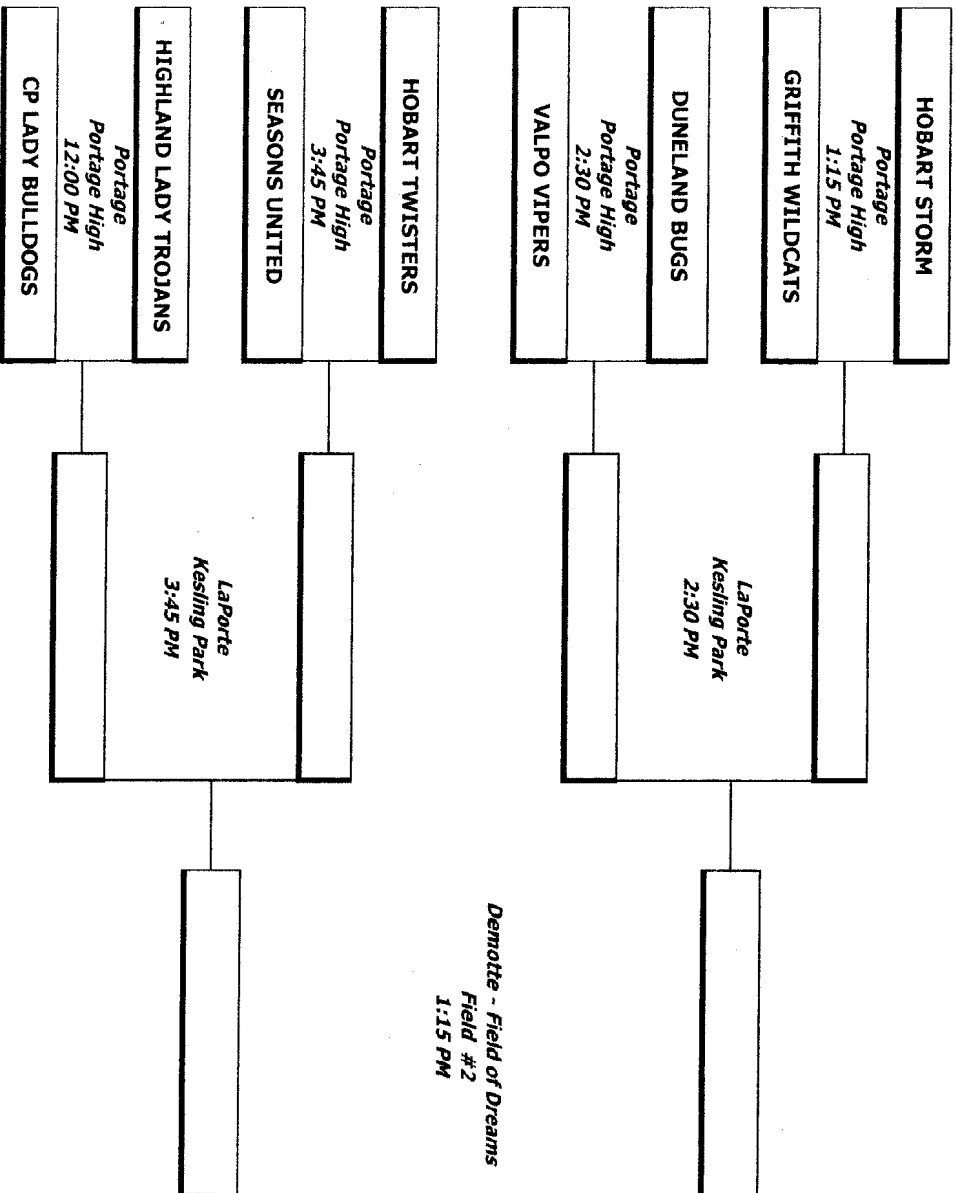 HOBART STORM
Portage
Portage High
1:15 PM
GRIFFITH WILDCATS
DUNELAND BUGS
Portage
Portage High
2:30 PM
VALPO VIPERS
HOBART TWISTERS
Portage
Portage High
3:45 PM
SEASONS UNITED
HIGHLAND LADY TROJANS
Portage
Portage High
12:00 PM
CP LADY BULLDOGS
LaPorte
Kesling Park
2:30 PM
LaPorte
Kesling Park
3:45 PM
Demotte - Field of Dreams
Field #2
1:15 PM